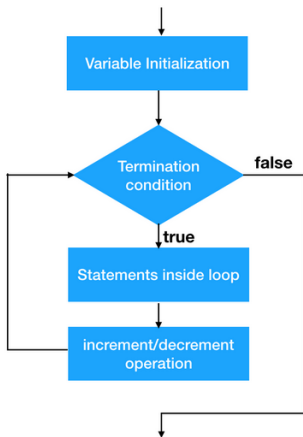 Variable Initialization
Termination
condition
false
true
Statements inside loop
increment/decrement
operation